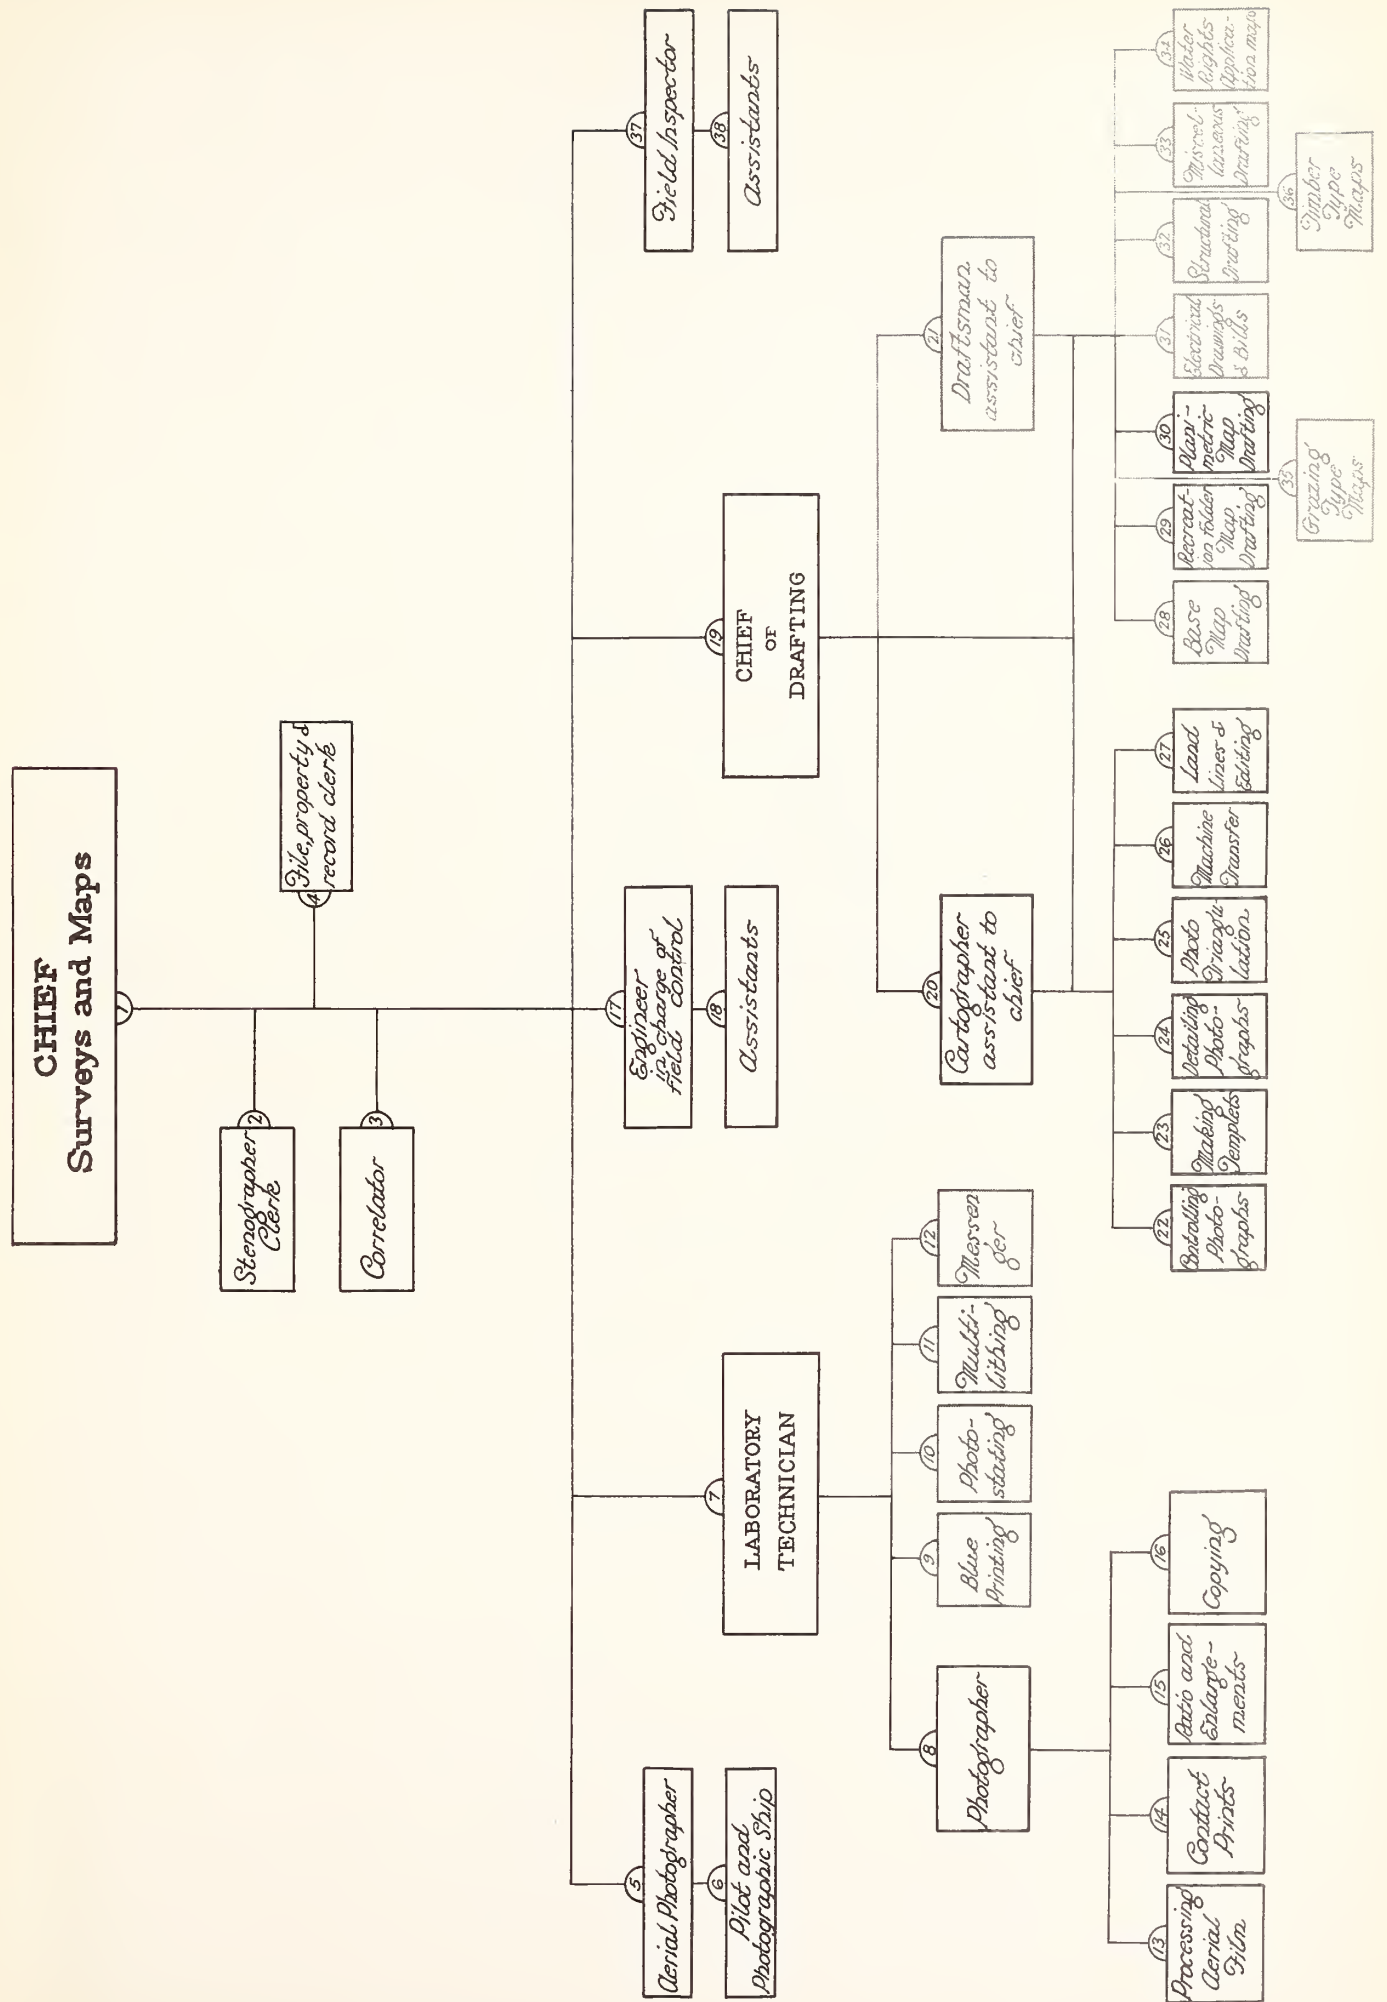 CHIEF
Surveys and Maps
1
2
Stenographer
Clerk
3
Correlator
4
File, property &
record clerk
5
Aerial Photographer
6
Pilot and
Photographic Ship
7
LABORATORY
TECHNICIAN
8
Photographer
9
Blue
Printing
10
Photo-
stating
11
Multi-
lithing
12
Messen
ger
13
Processing
Aerial
Film
14
Contact
Prints
15
Ratio and
Enlarge-
ments
16
Copying
17
Engineer
in charge of
field control
18
Assistants
19
CHIEF
OF
DRAFTING
20
Cartographer
assistant to
chief
21
Draftsman
assistant to
chief
22
Controlling
Photo-
graphs
23
Making
Templets
24
Detailing
Photo-
graphs
25
Photo
Triangu-
lation
26
Machine
Transfer
27
Land
Lines &
Editing
28
Base
Map
Drafting
29
Recreat-
ion folder
Map
Drafting
30
Plani-
metric
Map
Drafting
31
Electrical
Drawings
& Bills
32
Structural
Drafting
33
Miscel-
laneous
Drafting
34
Water
Rights
Applica-
tion maps
35
Grazing
Type
Maps
36
Timber
Type
Maps
37
Field Inspector
38
Assistants